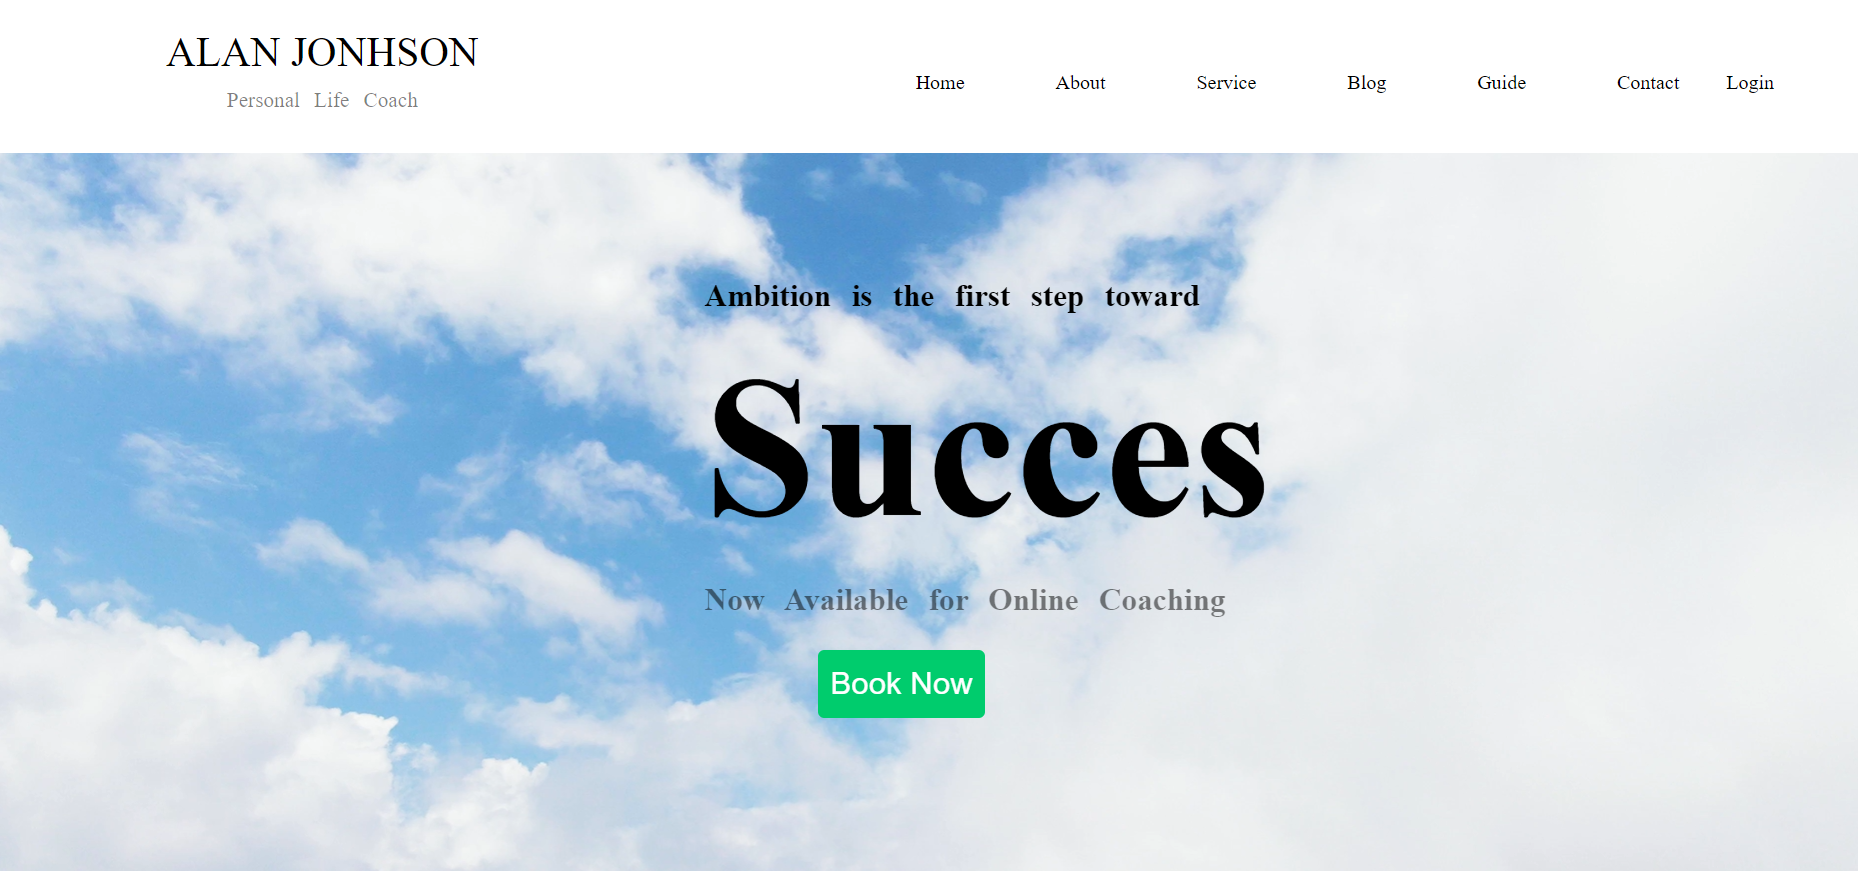 ALAN JONHSON
Personal Life Coach
Home About Service Blog Guide Contact Login
Ambition is the first step toward
Succes
Now Available for Online Coaching
Book Now